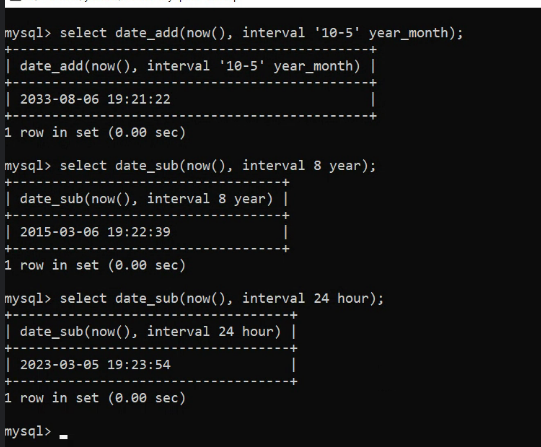 mysql> select date_add(now(), interval '10-5' year_month);
+-------------------------------------------+
| date_add(now(), interval '10-5' year_month) |
+-------------------------------------------+
| 2033-08-06 19:21:22 |
+-------------------------------------------+
1 row in set (0.00 sec)
mysql> select date_sub(now(), interval 8 year);
+--------------------------------+
| date_sub(now(), interval 8 year) |
+--------------------------------+
| 2015-03-06 19:22:39 |
+--------------------------------+
1 row in set (0.00 sec)
mysql> select date_sub(now(), interval 24 hour);
+---------------------------------+
| date_sub(now(), interval 24 hour) |
+---------------------------------+
| 2023-03-05 19:23:54 |
+---------------------------------+
1 row in set (0.00 sec)
mysql> _